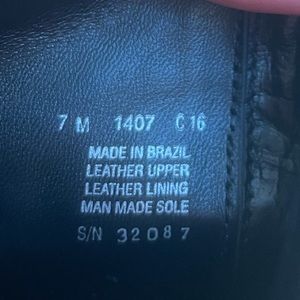 7 M 1407 C 16
MADE IN BRAZIL
LEATHER UPPER
LEATHER LINING
MAN MADE SOLE
S/N 32087